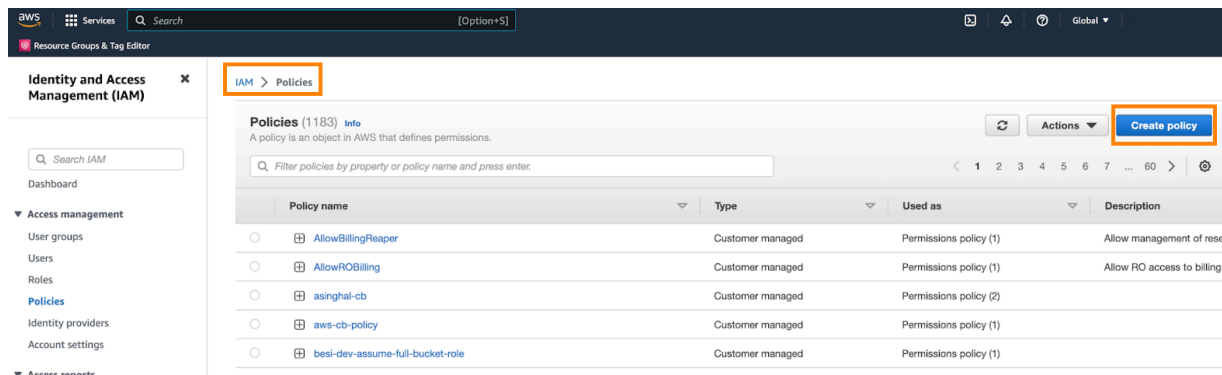 aws Services Search [Option+S] Global
Resource Groups & Tag Editor
Identity and Access
Management (IAM)
Search IAM
Dashboard
Access management
User groups
Users
Roles
Policies
Identity providers
Account settings
Access reports
IAM > Policies
Policies (1183) Info
A policy is an object in AWS that defines permissions.
Actions Create policy
Filter policies by property or policy name and press enter.
1 2 3 4 5 6 7 ... 60
Policy name Type Used as Description
AllowBillingReaper Customer managed Permissions policy (1) Allow management of rese
AllowROBilling Customer managed Permissions policy (1) Allow RO access to billing
asinghal-cb Customer managed Permissions policy (2)
aws-cb-policy Customer managed Permissions policy (1)
besi-dev-assume-full-bucket-role Customer managed Permissions policy (1)